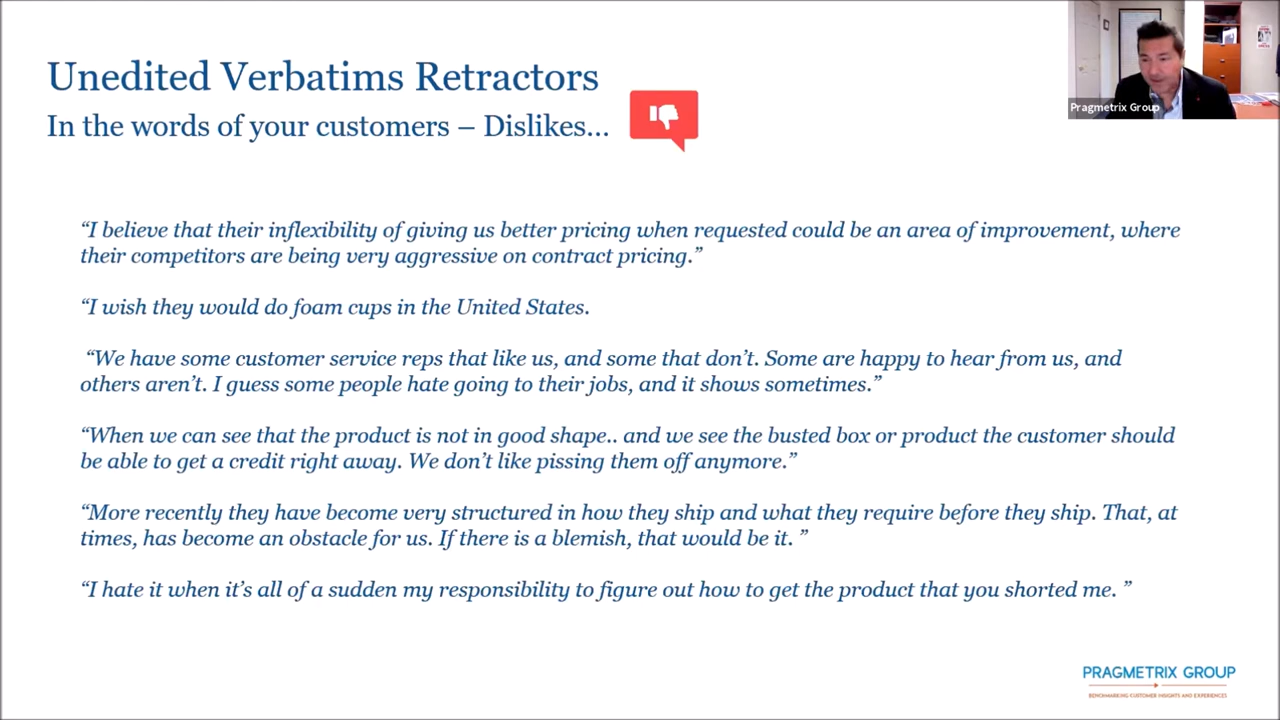 Unedited Verbatims Retractors
In the words of your customers – Dislikes...
Pragmetrix Group
“I believe that their inflexibility of giving us better pricing when requested could be an area of improvement, where
their competitors are being very aggressive on contract pricing.”
“I wish they would do foam cups in the United States.
“We have some customer service reps that like us, and some that don’t. Some are happy to hear from us, and
others aren’t. I guess some people hate going to their jobs, and it shows sometimes.”
“When we can see that the product is not in good shape.. and we see the busted box or product the customer should
be able to get a credit right away. We don’t like pissing them off anymore.”
“More recently they have become very structured in how they ship and what they require before they ship. That, at
times, has become an obstacle for us. If there is a blemish, that would be it. ”
“I hate it when it’s all of a sudden my responsibility to figure out how to get the product that you shorted me. ”
PRAGMETRIX GROUP
BENCHMARKING CUSTOMER INSIGHTS AND EXPERIENCES